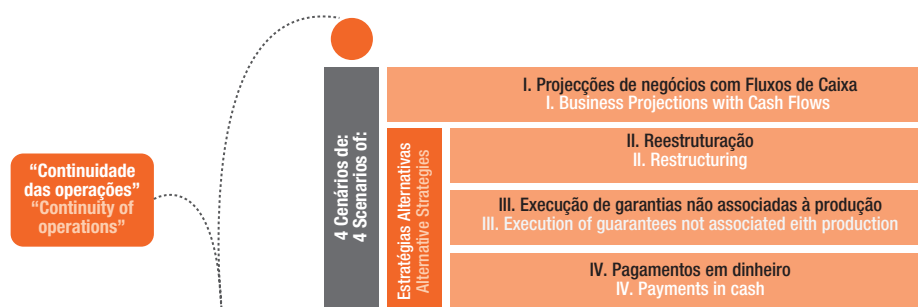 “Continuidade
das operações”
“Continuity of
operations”
4 Cenários de:
4 Scenarios of:
I. Projecções de negócios com Fluxos de Caixa
I. Business Projections with Cash Flows
Estratégias Alternativas
Alternative Strategies
II. Reestruturação
II. Restructuring
III. Execução de garantias não associadas à produção
III. Execution of guarantees not associated eith production
IV. Pagamentos em dinheiro
IV. Payments in cash